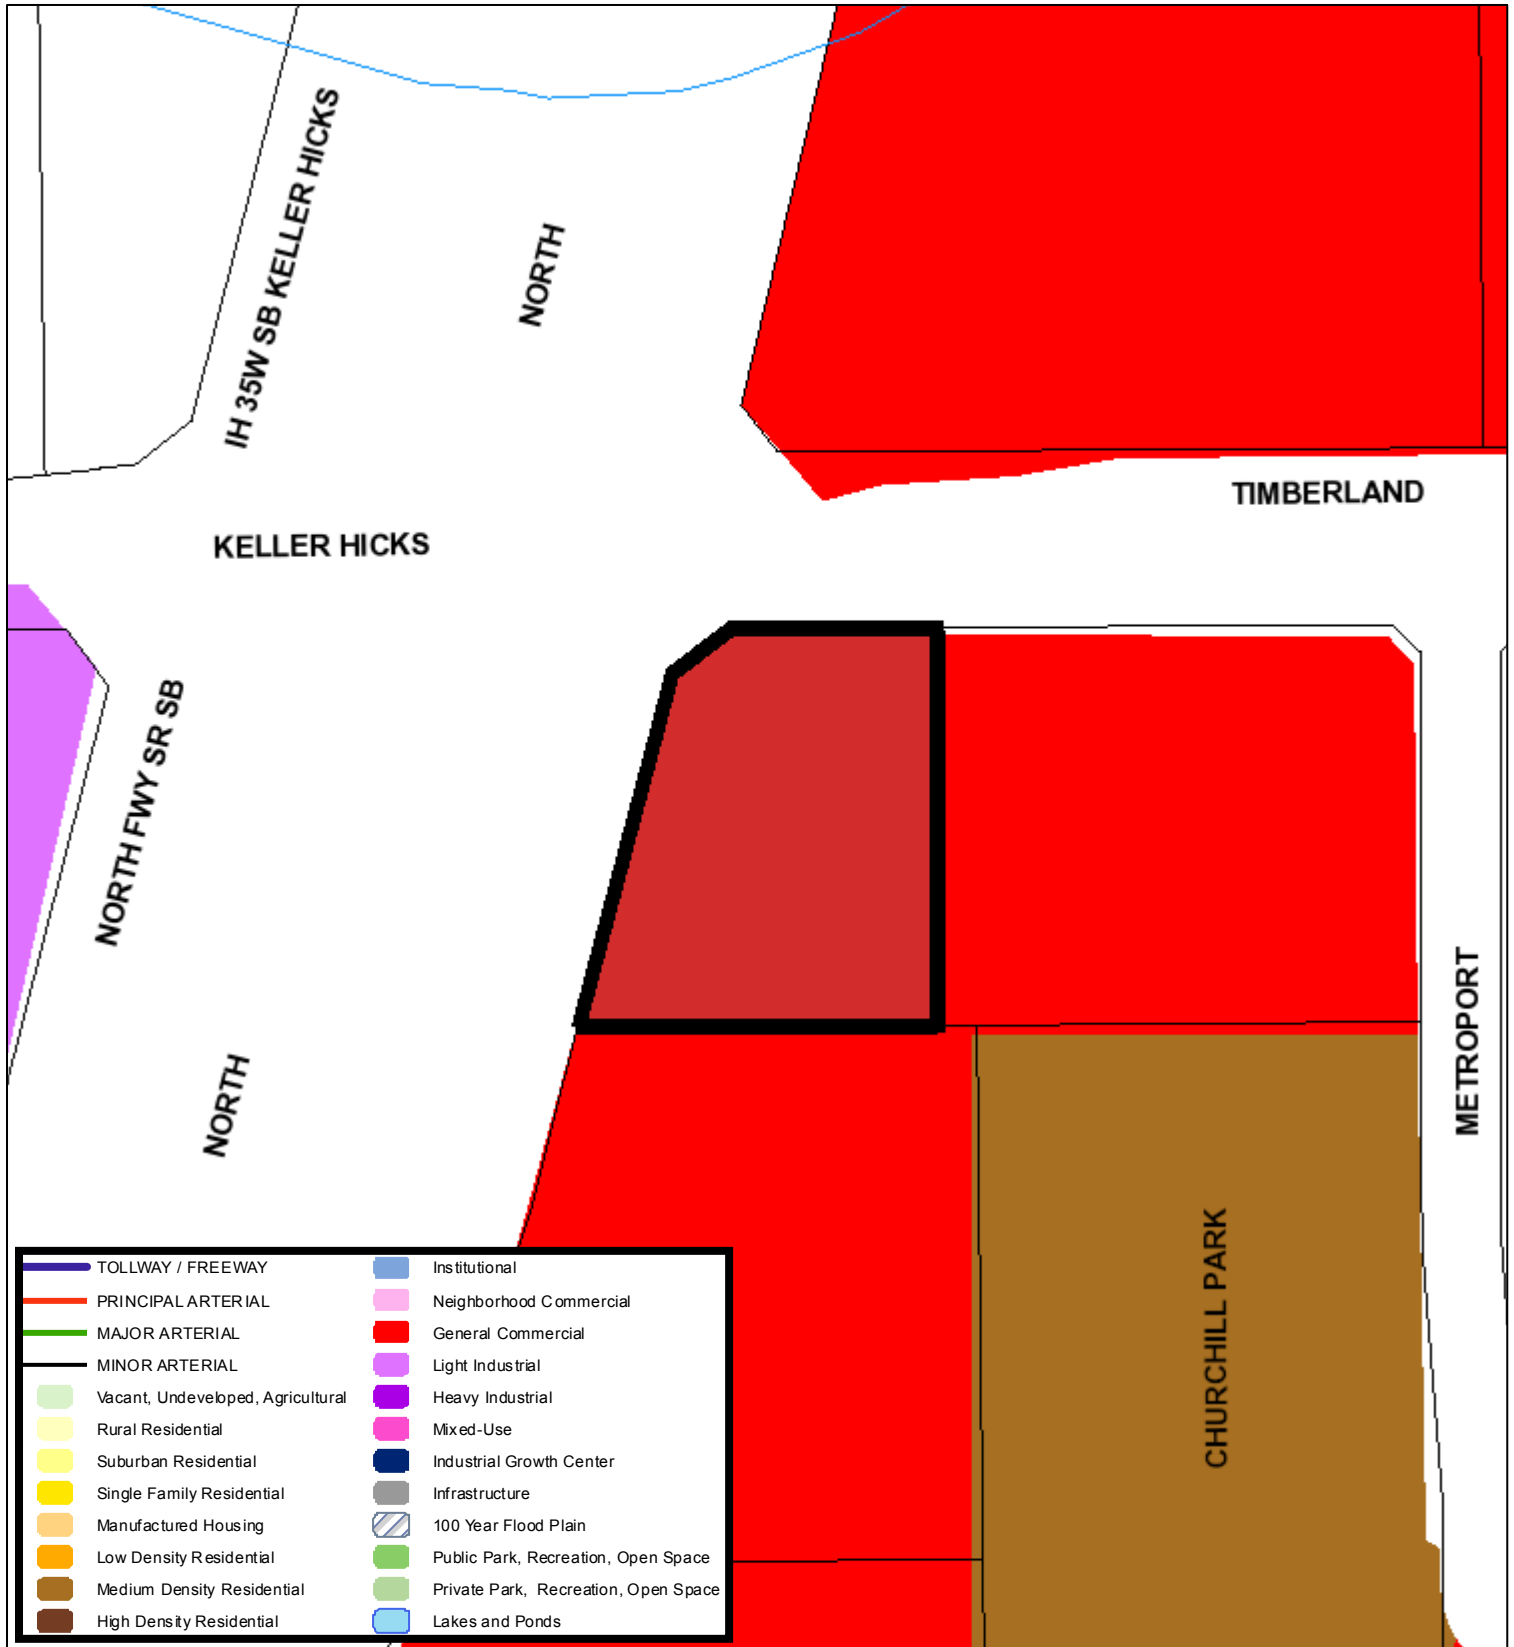 IH 35W SB KELLER HICKS
NORTH
TIMBERLAND
KELLER HICKS
NORTH FWY SR SB
METROPORT
NORTH
CHURCHILL PARK
TOLLWAY / FREEWAY
PRINCIPAL ARTERIAL
MAJOR ARTERIAL
MINOR ARTERIAL
Vacant, Undeveloped, Agricultural
Rural Residential
Suburban Residential
Single Family Residential
Manufactured Housing
Low Density Residential
Medium Density Residential
High Density Residential
Institutional
Neighborhood Commercial
General Commercial
Light Industrial
Heavy Industrial
Mixed-Use
Industrial Growth Center
Infrastructure
100 Year Flood Plain
Public Park, Recreation, Open Space
Private Park, Recreation, Open Space
Lakes and Ponds